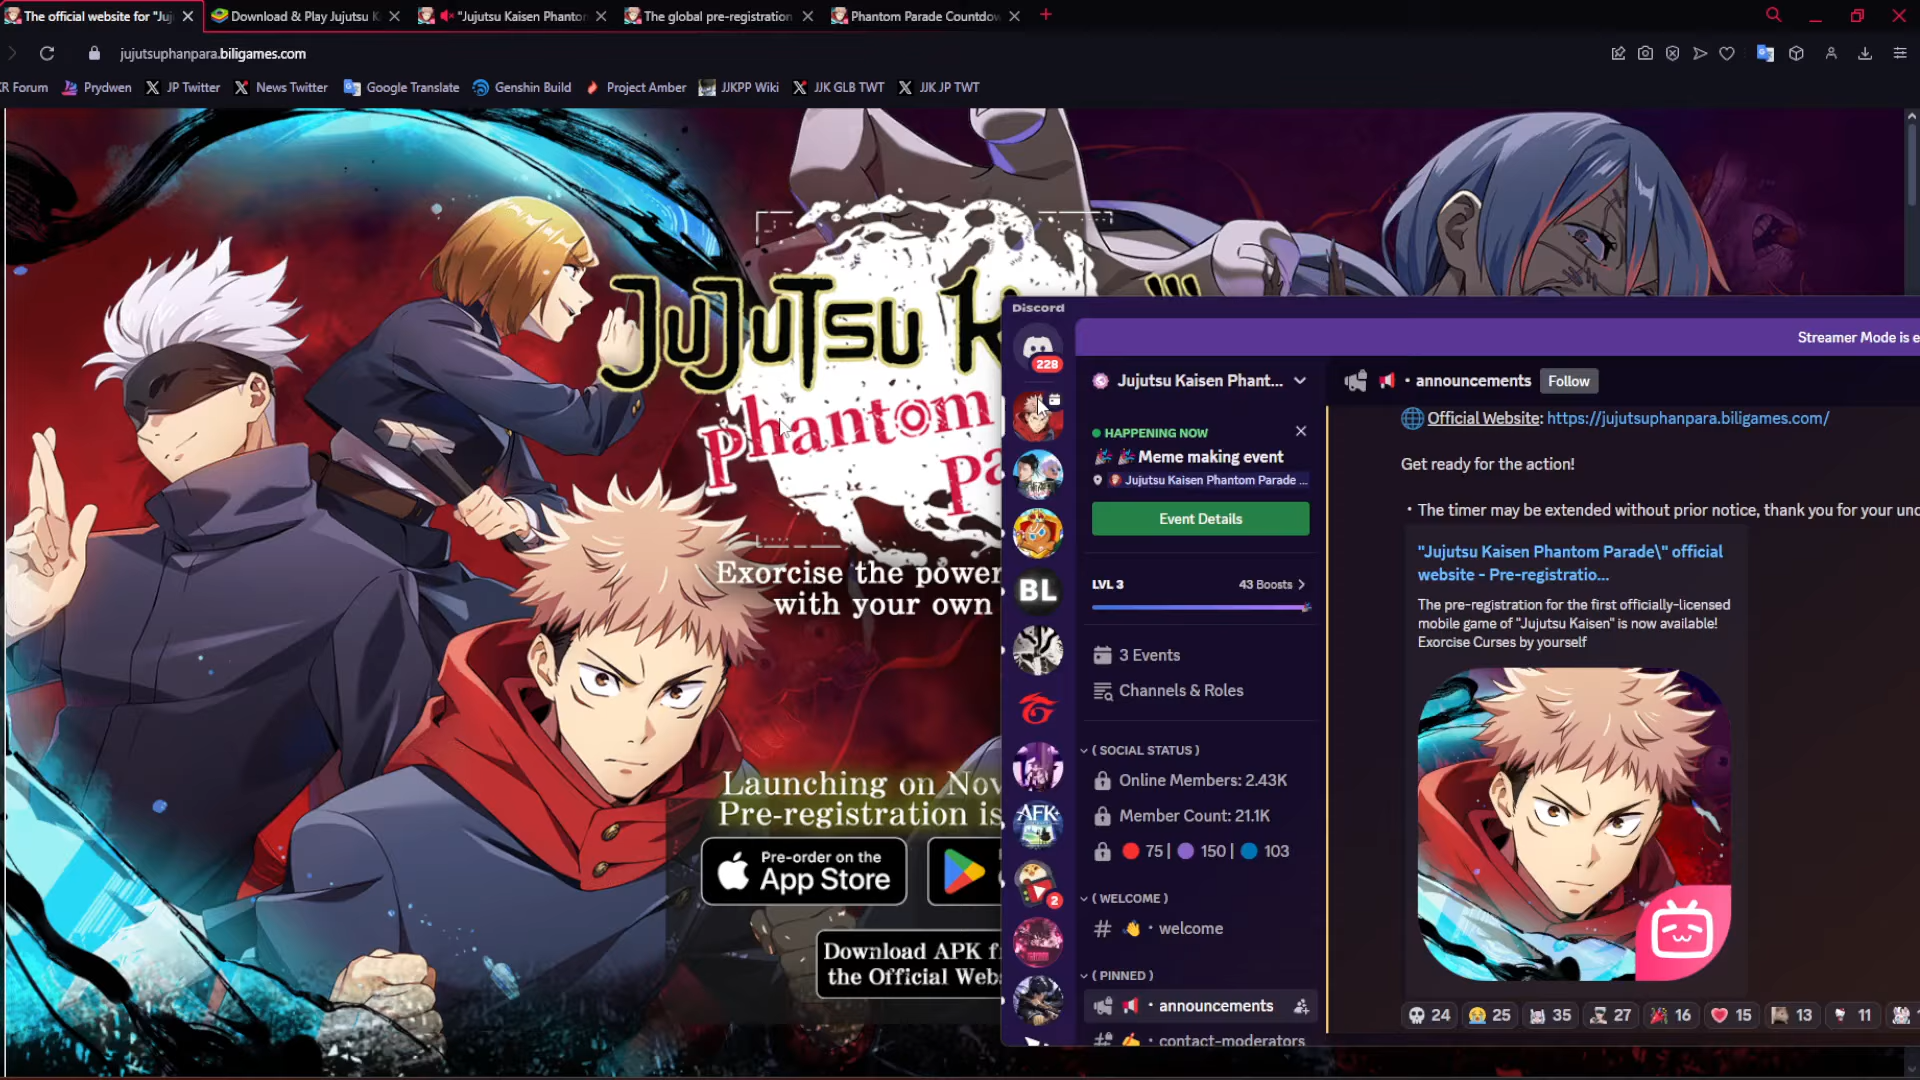 The official website for "Juj
Download & Play Jujutsu K
"Jujutsu Kaisen Phanton
The global pre-registration
Phantom Parade Countdow
jujutsuphanpara.biligames.com
R Forum
Prydwen
JP Twitter
News Twitter
Google Translate
Genshin Build
Project Amber
JJKPP Wiki
JJK GLB TWT
JJK JP TWT
JuJuTsu K
Phantom
Pa
Exorcise the power
with your own
Launching on Nov
Pre-registration is
Pre-order on the
App Store
Download APK f
the Official Web
Discord
228
Streamer Mode is e
Jujutsu Kaisen Phant...
• announcements
Follow
HAPPENING NOW
Meme making event
Jujutsu Kaisen Phantom Parade ...
Event Details
LVL 3
43 Boosts
3 Events
Channels & Roles
( SOCIAL STATUS )
Online Members: 2.43K
Member Count: 21.1K
75 | 150 | 103
( WELCOME )
• welcome
( PINNED )
• announcements
• contact-moderators
BL
AFK
2
Official Website: https://jujutsuphanpara.biligames.com/
Get ready for the action!
• The timer may be extended without prior notice, thank you for your unc
"Jujutsu Kaisen Phantom Parade\" official
website - Pre-registratio...
The pre-registration for the first officially-licensed
mobile game of "Jujutsu Kaisen" is now available!
Exorcise Curses by yourself
24
25
35
27
16
15
13
11